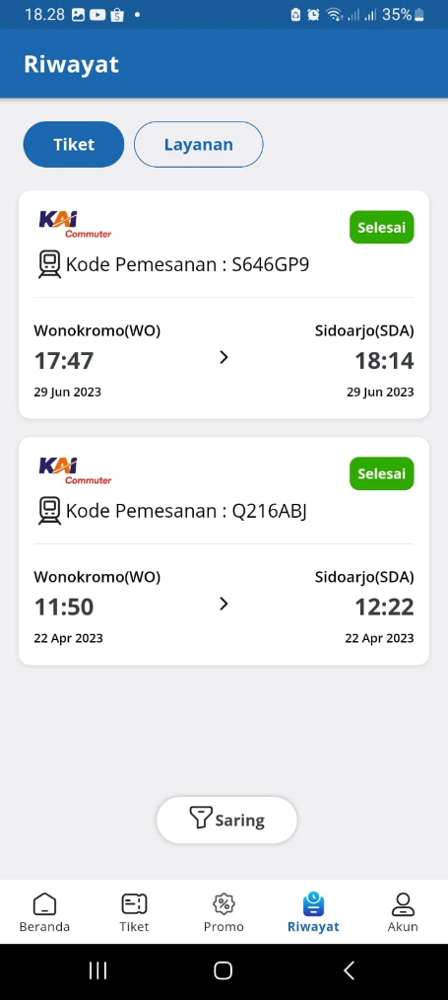 18.28
35%
Riwayat
Tiket Layanan
KAI
Commuter
Selesai
Kode Pemesanan : S646GP9
Wonokromo(WO) Sidoarjo(SDA)
17:47 > 18:14
29 Jun 2023 29 Jun 2023
KAI
Commuter
Selesai
Kode Pemesanan : Q216ABJ
Wonokromo(WO) Sidoarjo(SDA)
11:50 > 12:22
22 Apr 2023 22 Apr 2023
Saring
Beranda Tiket Promo Riwayat Akun